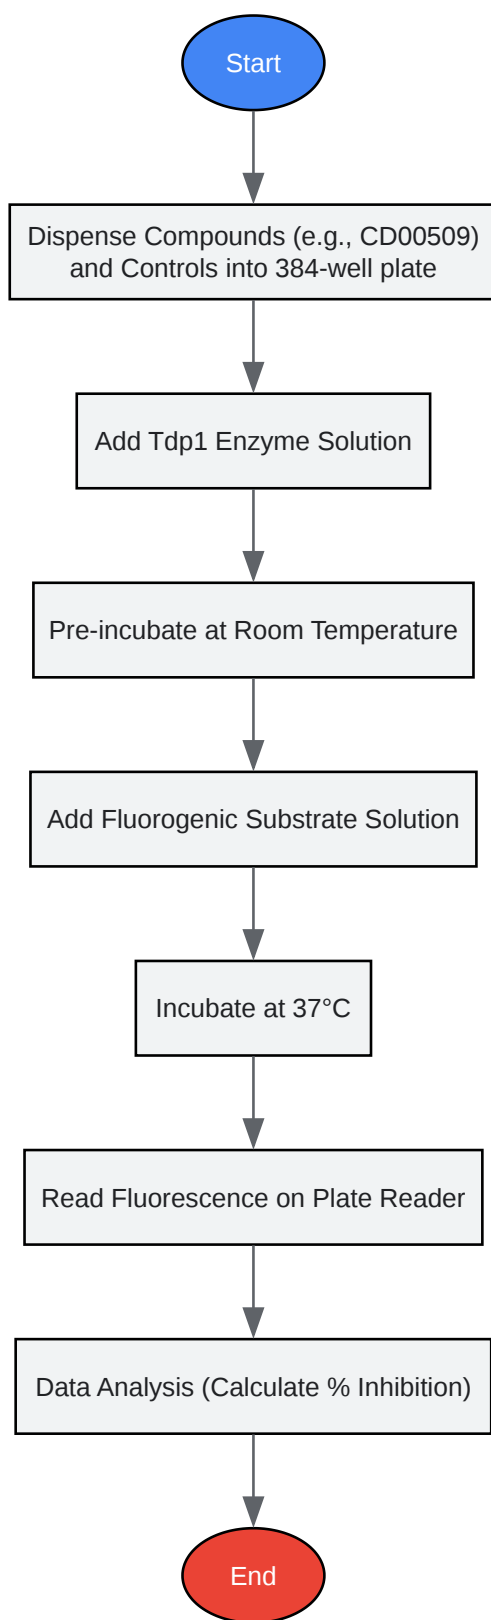 Start
Dispense Compounds (e.g., CD00509)
and Controls into 384-well plate
Add Tdp1 Enzyme Solution
Pre-incubate at Room Temperature
Add Fluorogenic Substrate Solution
Incubate at 37°C
Read Fluorescence on Plate Reader
Data Analysis (Calculate % Inhibition)
End